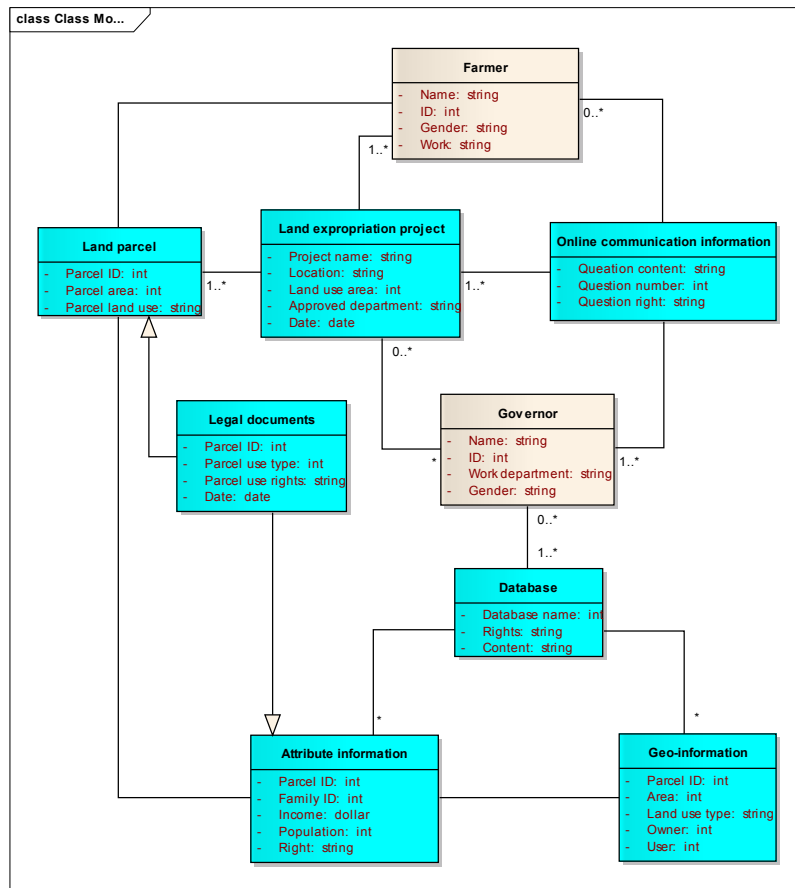 class Class Mo...
Farmer
- Name: string
- ID: int
- Gender: string
- Work: string
0..*
1..*
Land parcel
- Parcel ID: int
- Parcel area: int
- Parcel land use: string
1..*
Land expropriation project
- Project name: string
- Location: string
- Land use area: int
- Approved department: string
- Date: date
1..*
0..*
Online communication information
- Queation content: string
- Question number: int
- Question right: string
Legal documents
- Parcel ID: int
- Parcel use type: int
- Parcel use rights: string
- Date: date
Governor
- Name: string
- ID: int
- Work department: string
- Gender: string
*
1..*
0..*
1..*
Database
- Database name: int
- Rights: string
- Content: string
*
*
Attribute information
- Parcel ID: int
- Family ID: int
- Income: dollar
- Population: int
- Right: string
Geo-information
- Parcel ID: int
- Area: int
- Land use type: string
- Owner: int
- User: int